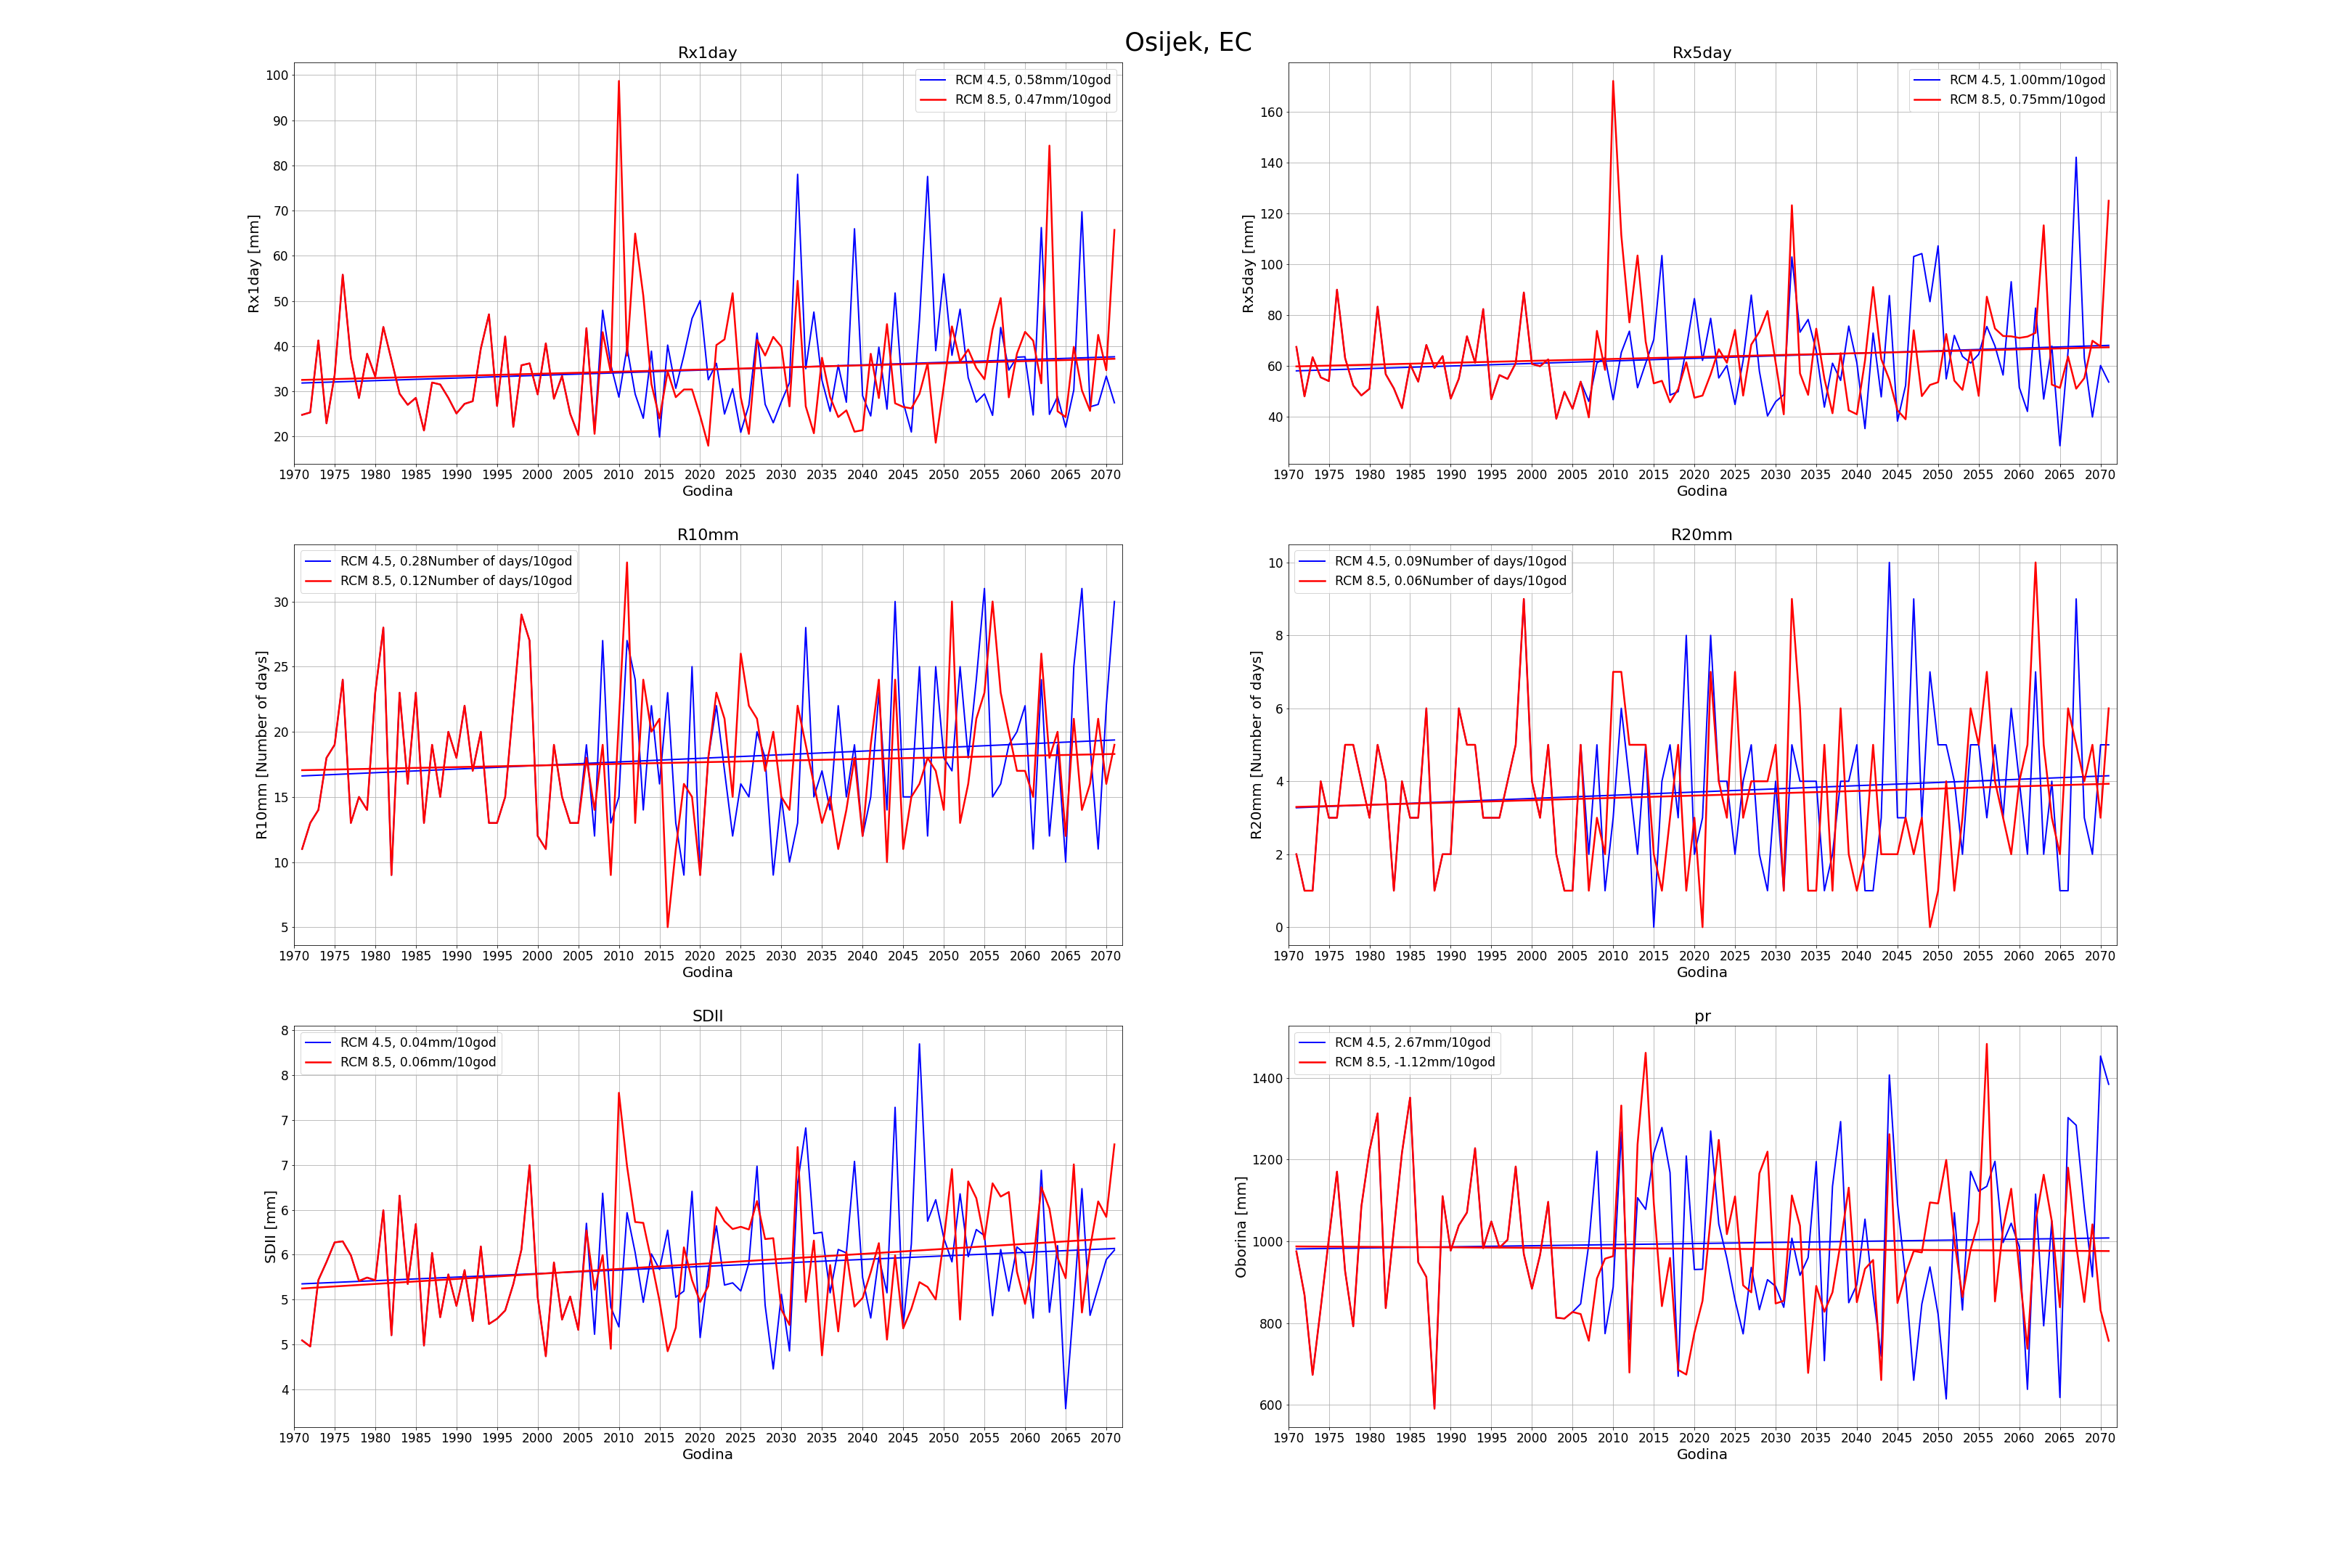 Osijek, EC
Rx1day
RCM 4.5, 0.58mm/10god
RCM 8.5, 0.47mm/10god
Rx1day [mm]
100
90
80
70
60
50
40
30
20
1970 1975 1980 1985 1990 1995 2000 2005 2010 2015 2020 2025 2030 2035 2040 2045 2050 2055 2060 2065 2070
Godina
Rx5day
RCM 4.5, 1.00mm/10god
RCM 8.5, 0.75mm/10god
Rx5day [mm]
160
140
120
100
80
60
40
1970 1975 1980 1985 1990 1995 2000 2005 2010 2015 2020 2025 2030 2035 2040 2045 2050 2055 2060 2065 2070
Godina
R10mm
RCM 4.5, 0.28Number of days/10god
RCM 8.5, 0.12Number of days/10god
R10mm [Number of days]
30
25
20
15
10
5
1970 1975 1980 1985 1990 1995 2000 2005 2010 2015 2020 2025 2030 2035 2040 2045 2050 2055 2060 2065 2070
Godina
R20mm
RCM 4.5, 0.09Number of days/10god
RCM 8.5, 0.06Number of days/10god
R20mm [Number of days]
10
8
6
4
2
0
1970 1975 1980 1985 1990 1995 2000 2005 2010 2015 2020 2025 2030 2035 2040 2045 2050 2055 2060 2065 2070
Godina
SDII
RCM 4.5, 0.04mm/10god
RCM 8.5, 0.06mm/10god
SDII [mm]
8
8
7
7
6
6
5
5
4
1970 1975 1980 1985 1990 1995 2000 2005 2010 2015 2020 2025 2030 2035 2040 2045 2050 2055 2060 2065 2070
Godina
pr
RCM 4.5, 2.67mm/10god
RCM 8.5, -1.12mm/10god
Oborina [mm]
1400
1200
1000
800
600
1970 1975 1980 1985 1990 1995 2000 2005 2010 2015 2020 2025 2030 2035 2040 2045 2050 2055 2060 2065 2070
Godina